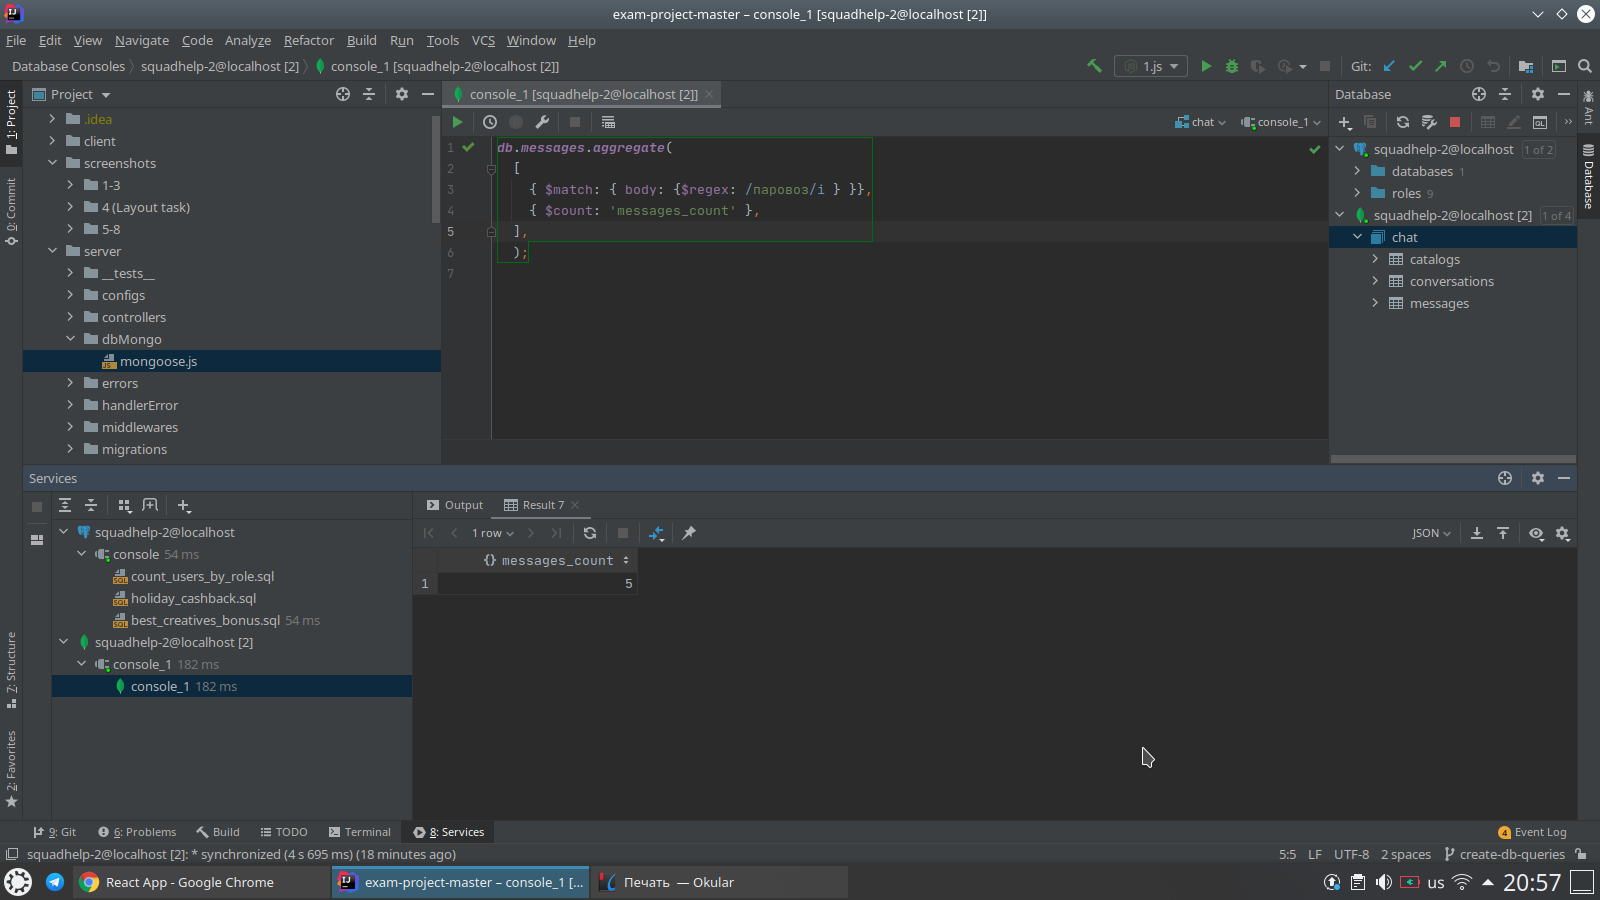 exam-project-master – console_1 [squadhelp-2@localhost [2]]
File Edit View Navigate Code Analyze Refactor Build Run Tools VCS Window Help
Database Consoles squadhelp-2@localhost [2] console_1 [squadhelp-2@localhost [2]]
1.js Git:
Project
console_1 [squadhelp-2@localhost [2]]
Database
1: Project
0: Commit
7: Structure
2: Favorites
Ant
Database
.idea
client
screenshots
1-3
4 (Layout task)
5-8
server
__tests__
configs
controllers
dbMongo
mongoose.js
errors
handlerError
middlewares
migrations
chat console_1
1 db.messages.aggregate(
2 [
3 { $match: { body: {$regex: /паровоз/i } }},
4 { $count: 'messages_count' },
5 ],
6 );
7
QL
squadhelp-2@localhost 1 of 2
databases 1
roles 9
squadhelp-2@localhost [2] 1 of 4
chat
catalogs
conversations
messages
Services
squadhelp-2@localhost
console 54 ms
count_users_by_role.sql
holiday_cashback.sql
best_creatives_bonus.sql 54 ms
squadhelp-2@localhost [2]
console_1 182 ms
console_1 182 ms
Output Result 7
1 row JSON
{} messages_count
1 5
9: Git 6: Problems Build TODO Terminal 8: Services 4 Event Log
squadhelp-2@localhost [2]: * synchronized (4 s 695 ms) (18 minutes ago) 5:5 LF UTF-8 2 spaces create-db-queries
React App - Google Chrome exam-project-master – console_1 [... Печать — Okular us 20:57